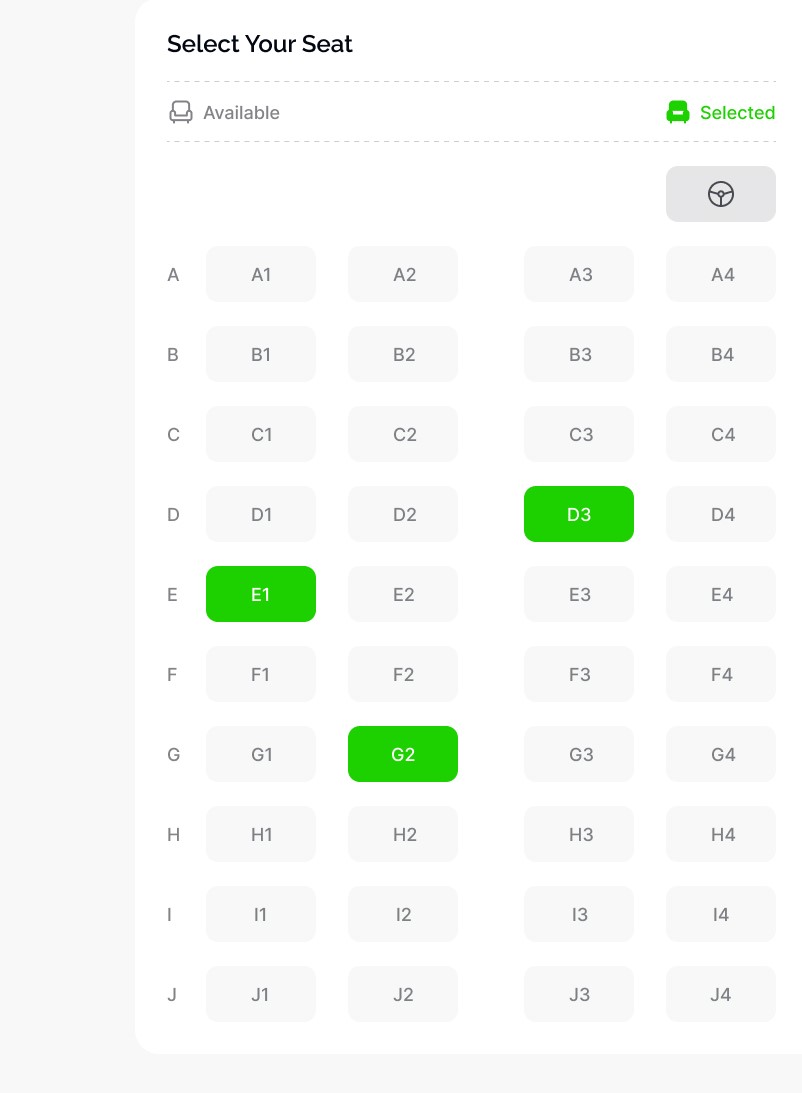 Select Your Seat
Available Selected
A A1 A2 A3 A4
B B1 B2 B3 B4
C C1 C2 C3 C4
D D1 D2 D3 D4
E E1 E2 E3 E4
F F1 F2 F3 F4
G G1 G2 G3 G4
H H1 H2 H3 H4
I I1 I2 I3 I4
J J1 J2 J3 J4